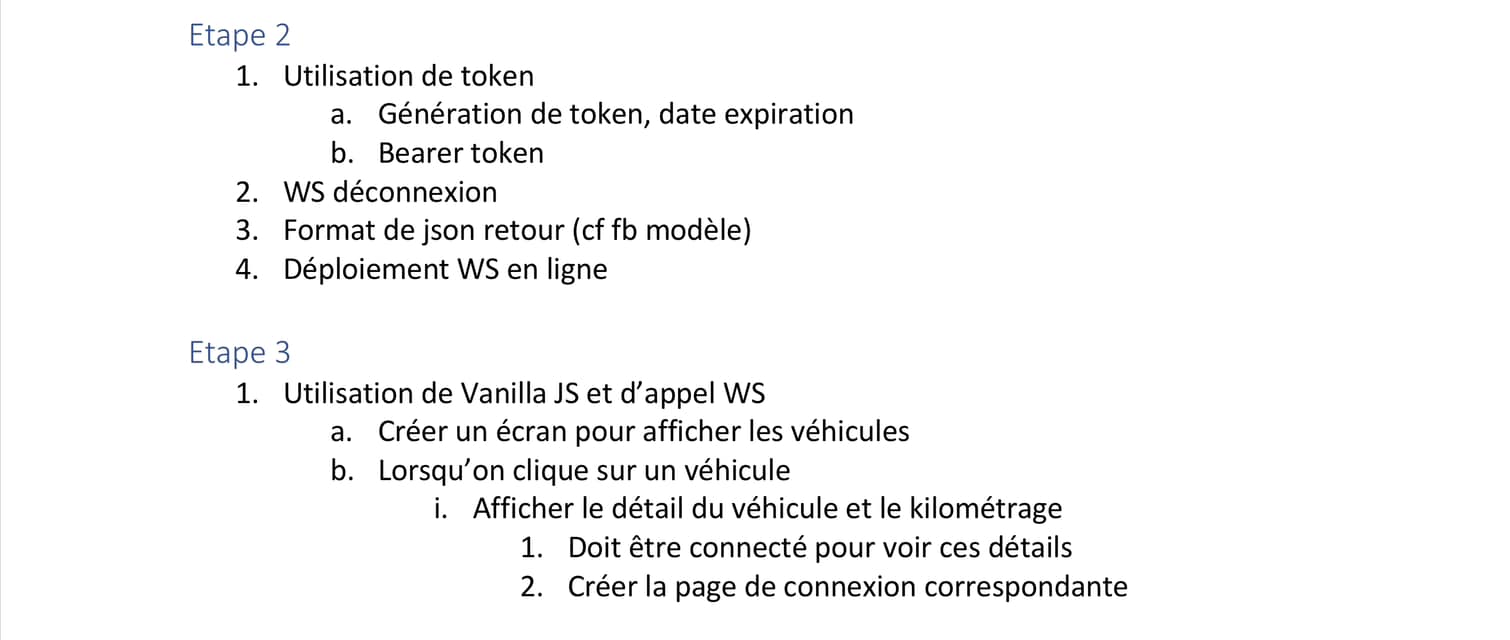 Etape 2
1. Utilisation de token
a. Génération de token, date expiration
b. Bearer token
2. WS déconnexion
3. Format de json retour (cf fb modèle)
4. Déploiement WS en ligne
Etape 3
1. Utilisation de Vanilla JS et d’appel WS
a. Créer un écran pour afficher les véhicules
b. Lorsqu’on clique sur un véhicule
i. Afficher le détail du véhicule et le kilométrage
1. Doit être connecté pour voir ces détails
2. Créer la page de connexion correspondante